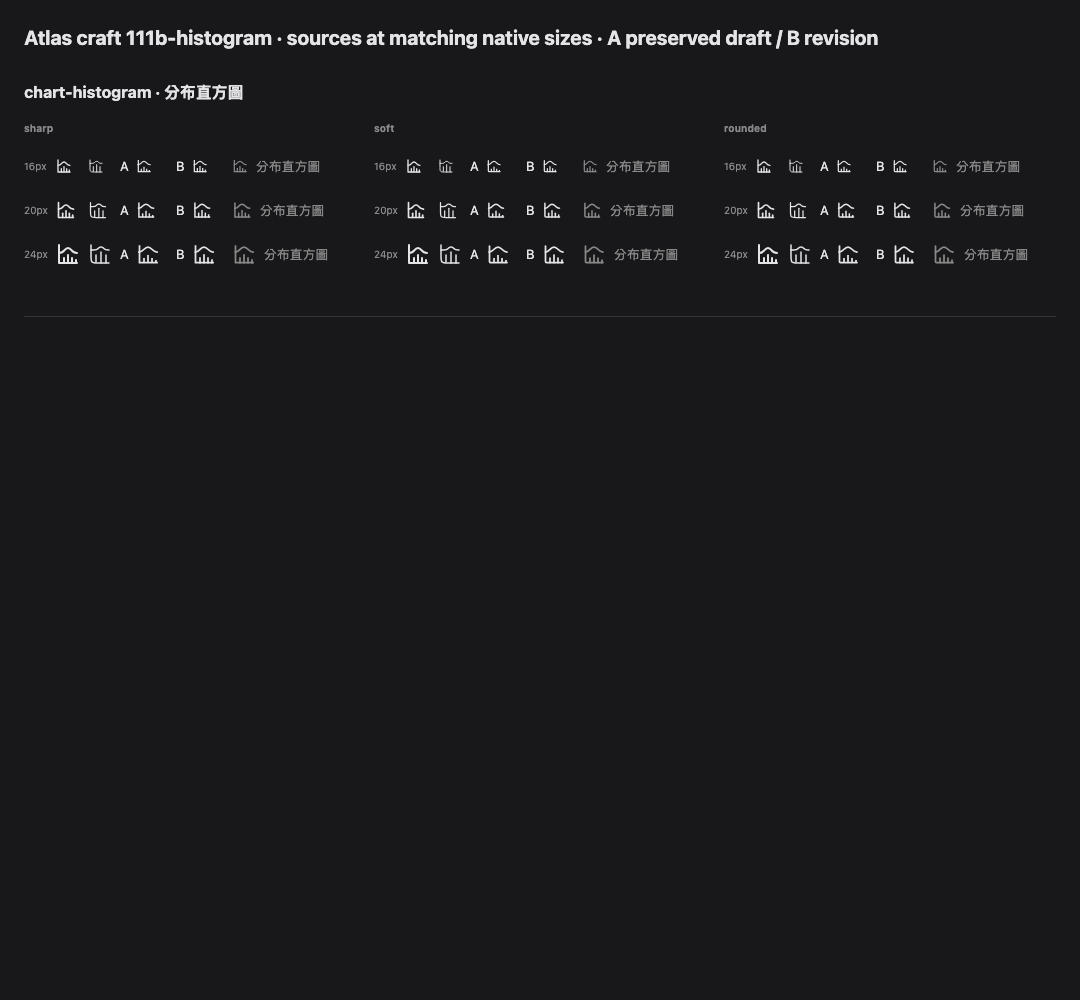 Atlas craft 111b-histogram · sources at matching native sizes · A preserved draft / B revision
chart-histogram · 分布直方圖
sharp soft rounded
16px A B 分布直方圖 16px A B 分布直方圖 16px A B 分布直方圖
20px A B 分布直方圖 20px A B 分布直方圖 20px A B 分布直方圖
24px A B 分布直方圖 24px A B 分布直方圖 24px A B 分布直方圖